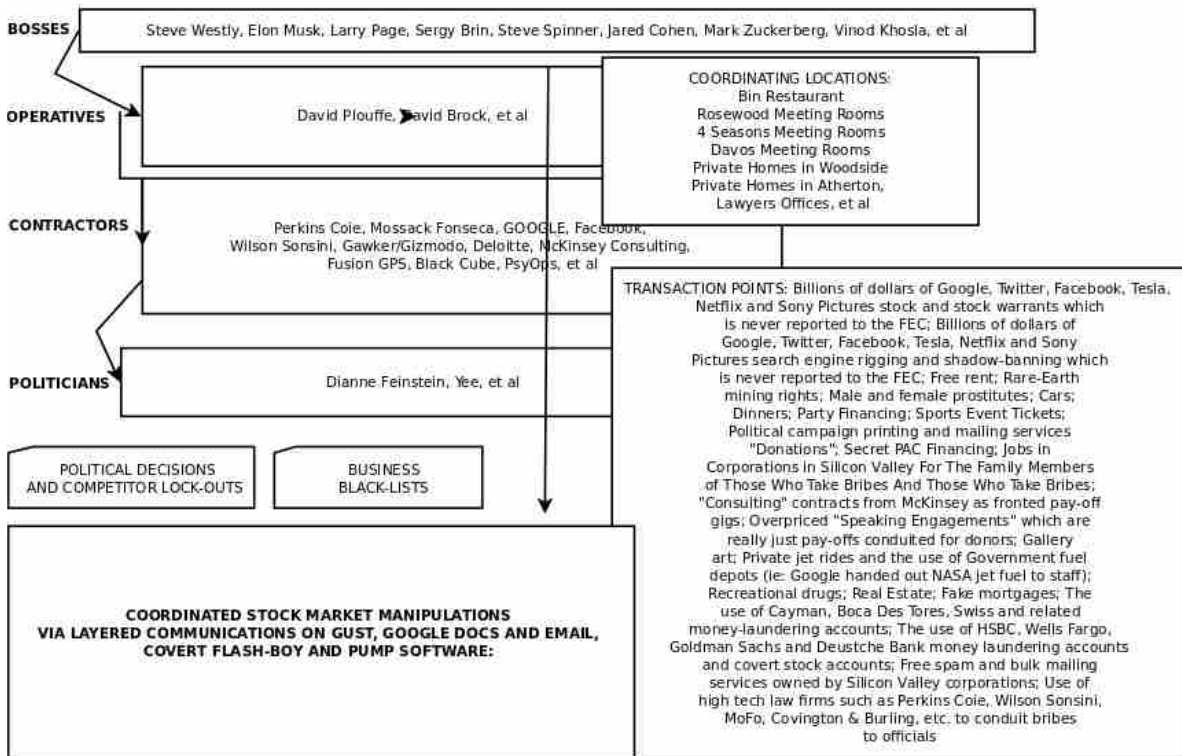 BOSSES
Steve Westly, Elon Musk, Larry Page, Sergy Brin, Steve Spinner, Jared Cohen, Mark Zuckerberg, Vinod Khosla, et al
OPERATIVES
David Plouffe, David Brock, et al
COORDINATING LOCATIONS:
Bin Restaurant
Rosewood Meeting Rooms
4 Seasons Meeting Rooms
Davos Meeting Rooms
Private Homes in Woodside
Private Homes in Atherton,
Lawyers Offices, et al
CONTRACTORS
Perkins Coie, Mossack Fonseca, GOOGLE, Facebook,
Wilson Sonsini, Gawker/Gizmodo, Deloitte, McKinsey Consulting,
Fusion GPS, Black Cube, PsyOps, et al
POLITICIANS
Dianne Feinstein, Yee, et al
TRANSACTION POINTS: Billions of dollars of Google, Twitter, Facebook, Tesla,
Netflix and Sony Pictures stock and stock warrants which
is never reported to the FEC; Billions of dollars of
Google, Twitter, Facebook, Tesla, Netflix and Sony
Pictures search engine rigging and shadow-banning which
is never reported to the FEC; Free rent; Rare-Earth
mining rights; Male and female prostitutes; Cars;
Dinners; Party Financing; Sports Event Tickets;
Political campaign printing and mailing services
"Donations"; Secret PAC Financing; Jobs in
Corporations in Silicon Valley For The Family Members
of Those Who Take Bribes And Those Who Take Bribes;
"Consulting" contracts from McKinsey as fronted pay-off
gigs; Overpriced "Speaking Engagements" which are
really just pay-offs conduited for donors; Gallery
art; Private jet rides and the use of Government fuel
depots (ie: Google handed out NASA jet fuel to staff);
Recreational drugs; Real Estate; Fake mortgages; The
use of Cayman, Boca Des Tores, Swiss and related
money-laundering accounts; The use of HSBC, Wells Fargo,
Goldman Sachs and Deustche Bank money laundering accounts
and covert stock accounts; Free spam and bulk mailing
services owned by Silicon Valley corporations; Use of
high tech law firms such as Perkins Coie, Wilson Sonsini,
MoFo, Covington & Burling, etc. to conduit bribes
to officials
POLITICAL DECISIONS
AND COMPETITOR LOCK-OUTS
BUSINESS
BLACK-LISTS
COORDINATED STOCK MARKET MANIPULATIONS
VIA LAYERED COMMUNICATIONS ON GUST, GOOGLE DOCS AND EMAIL,
COVERT FLASH-BOY AND PUMP SOFTWARE: